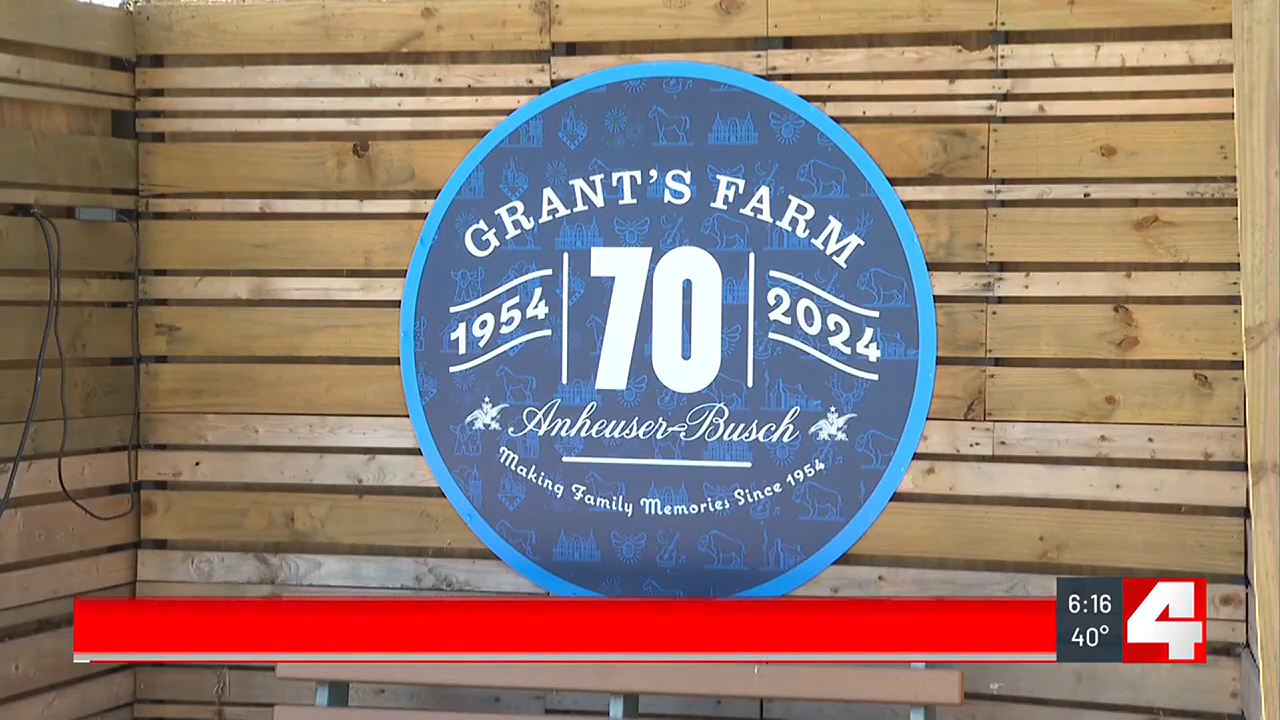 GRANT'S FARM
1954
70
2024
Anheuser-Busch
Making Family Memories Since 1954
6:16
40°
4